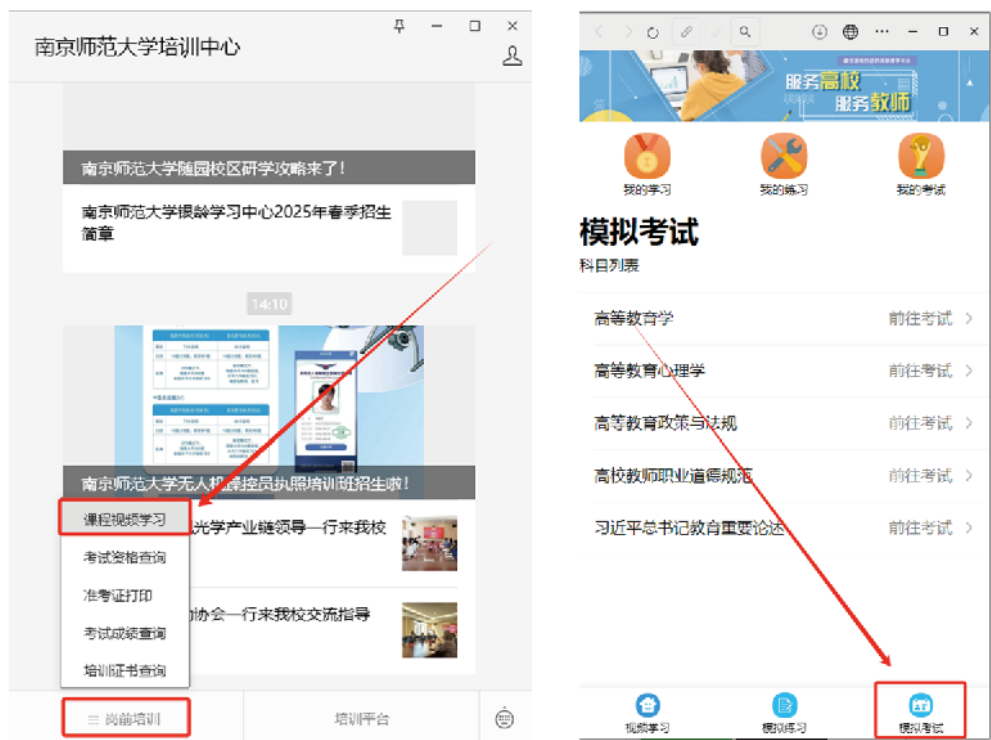 南京师范大学培训中心
南京师范大学随园校区研学攻略来了！
南京师范大学银龄学习中心2025年春季招生
简章
14:10
南京师范大学无人机操控员执照培训班招生啦！
光学产业链领导一行来我校
协会一行来我校交流指导
课程视频学习
考试资格查询
准考证打印
考试成绩查询
培训证书查询
岗前培训
培训平台
服务高校
服务教师
我的学习
我的练习
我的考试
模拟考试
科目列表
高等教育学
前往考试
高等教育心理学
前往考试
高等教育政策与法规
前往考试
高校教师职业道德规范
前往考试
习近平总书记教育重要论述
前往考试
视频学习
模拟练习
模拟考试